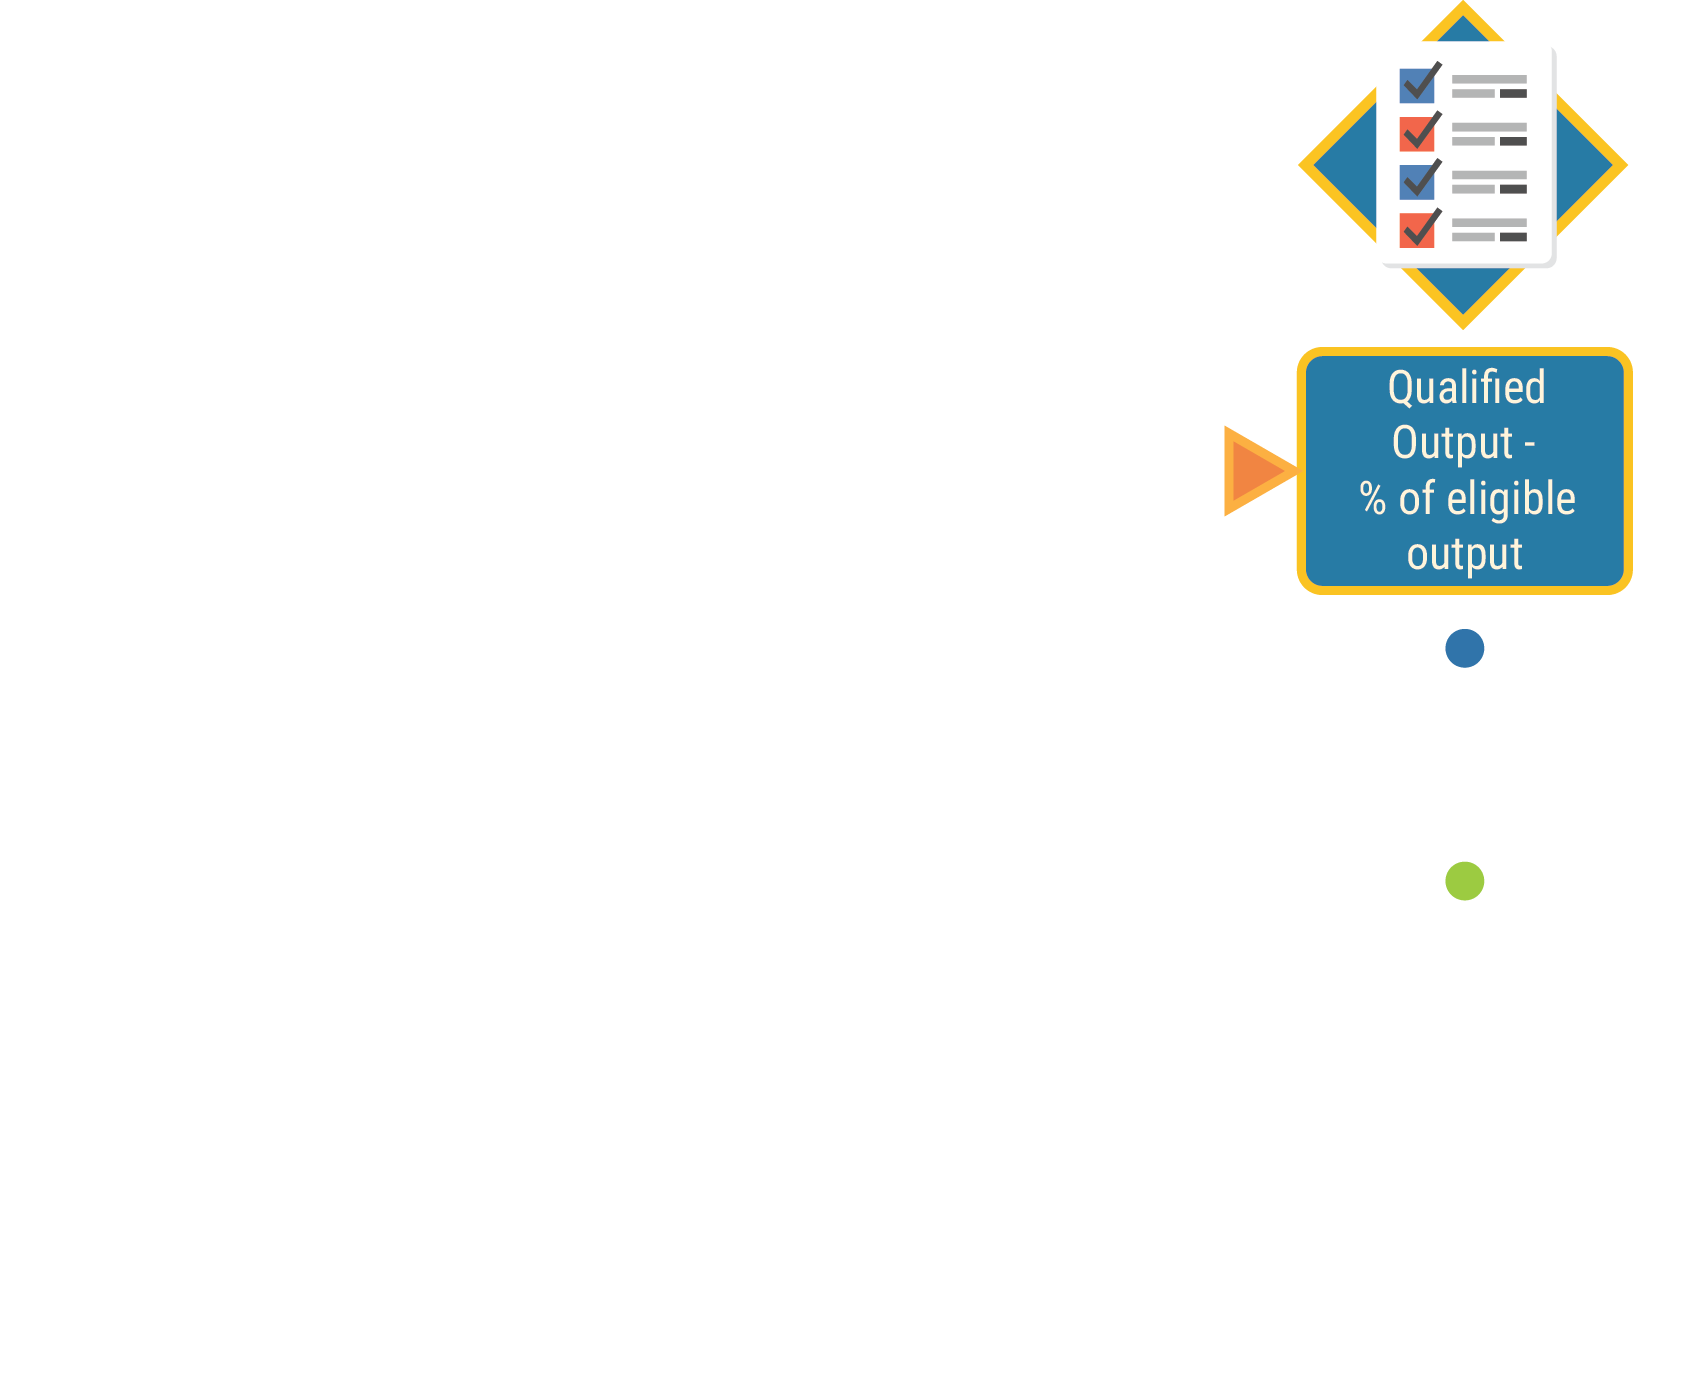 Qualified
Output -
% of eligible
output